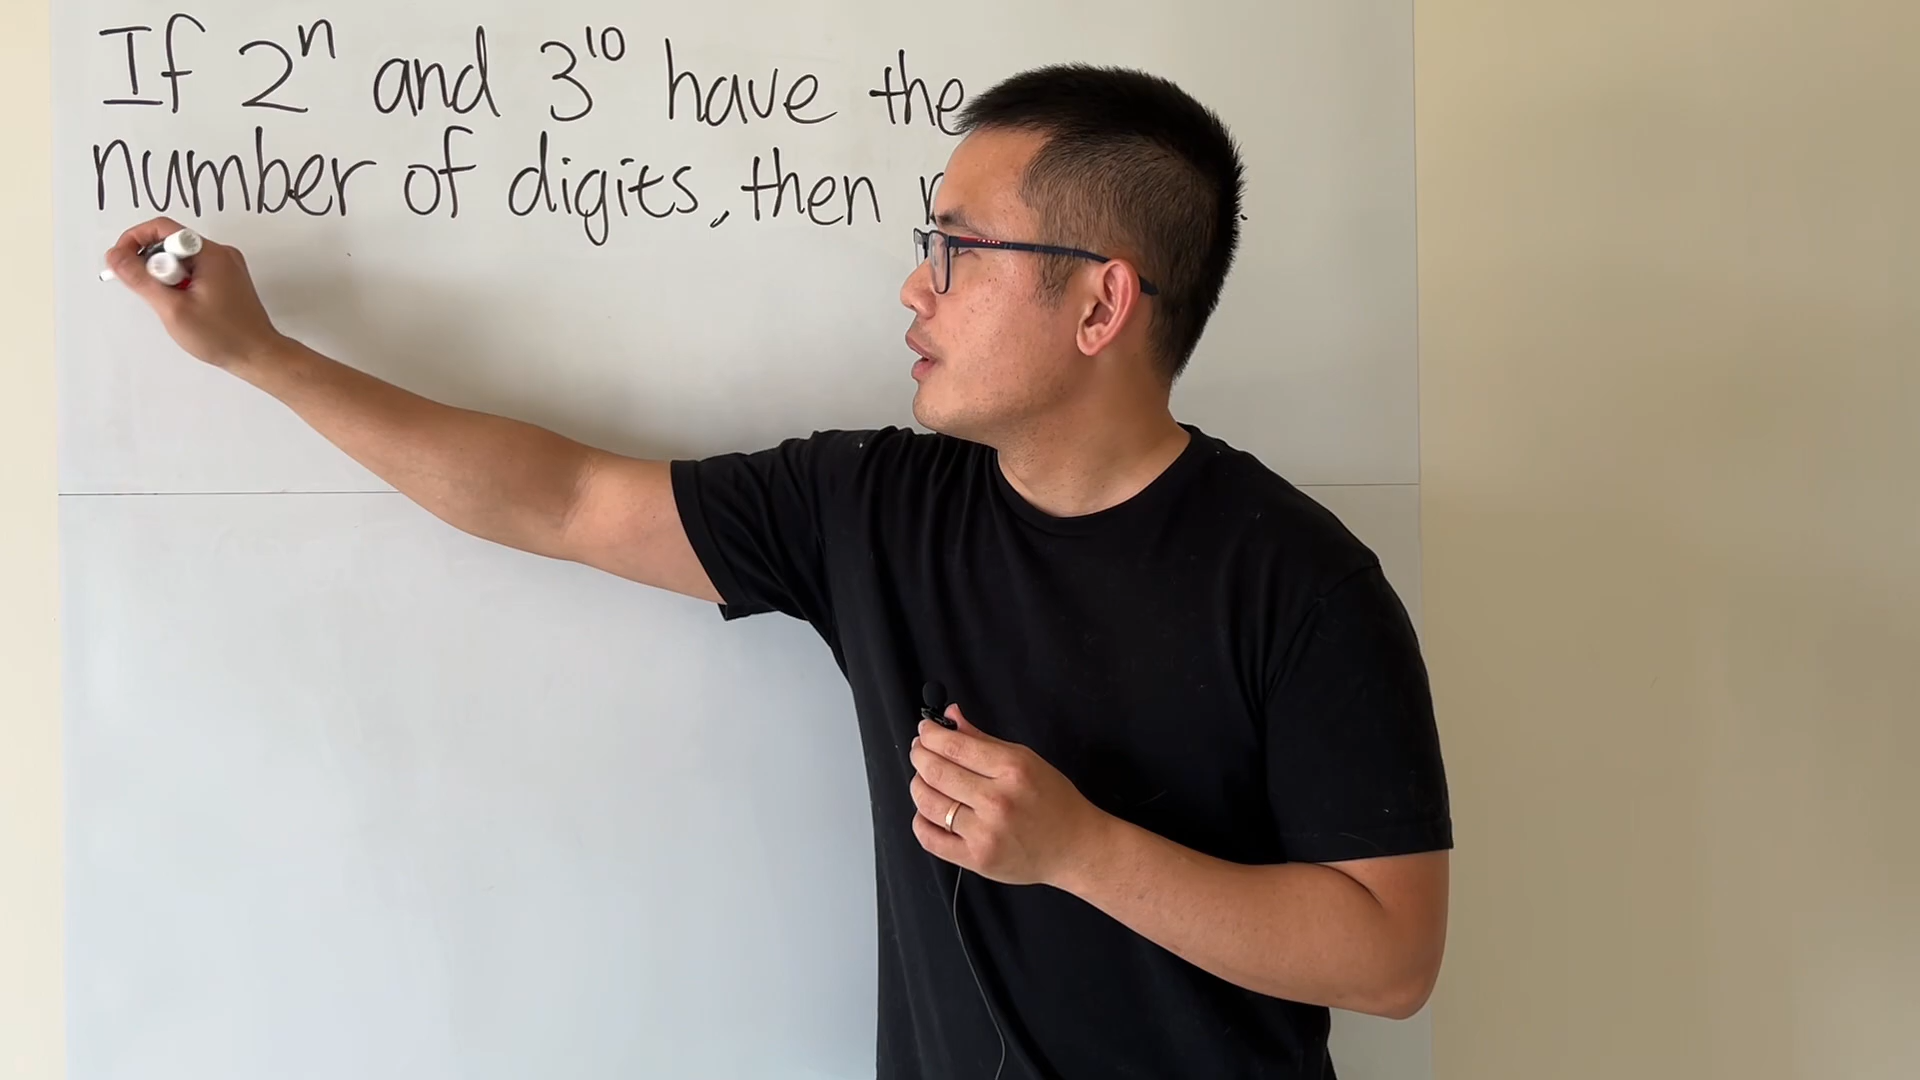 If 2ⁿ and 3¹⁰ have the
number of digits, then